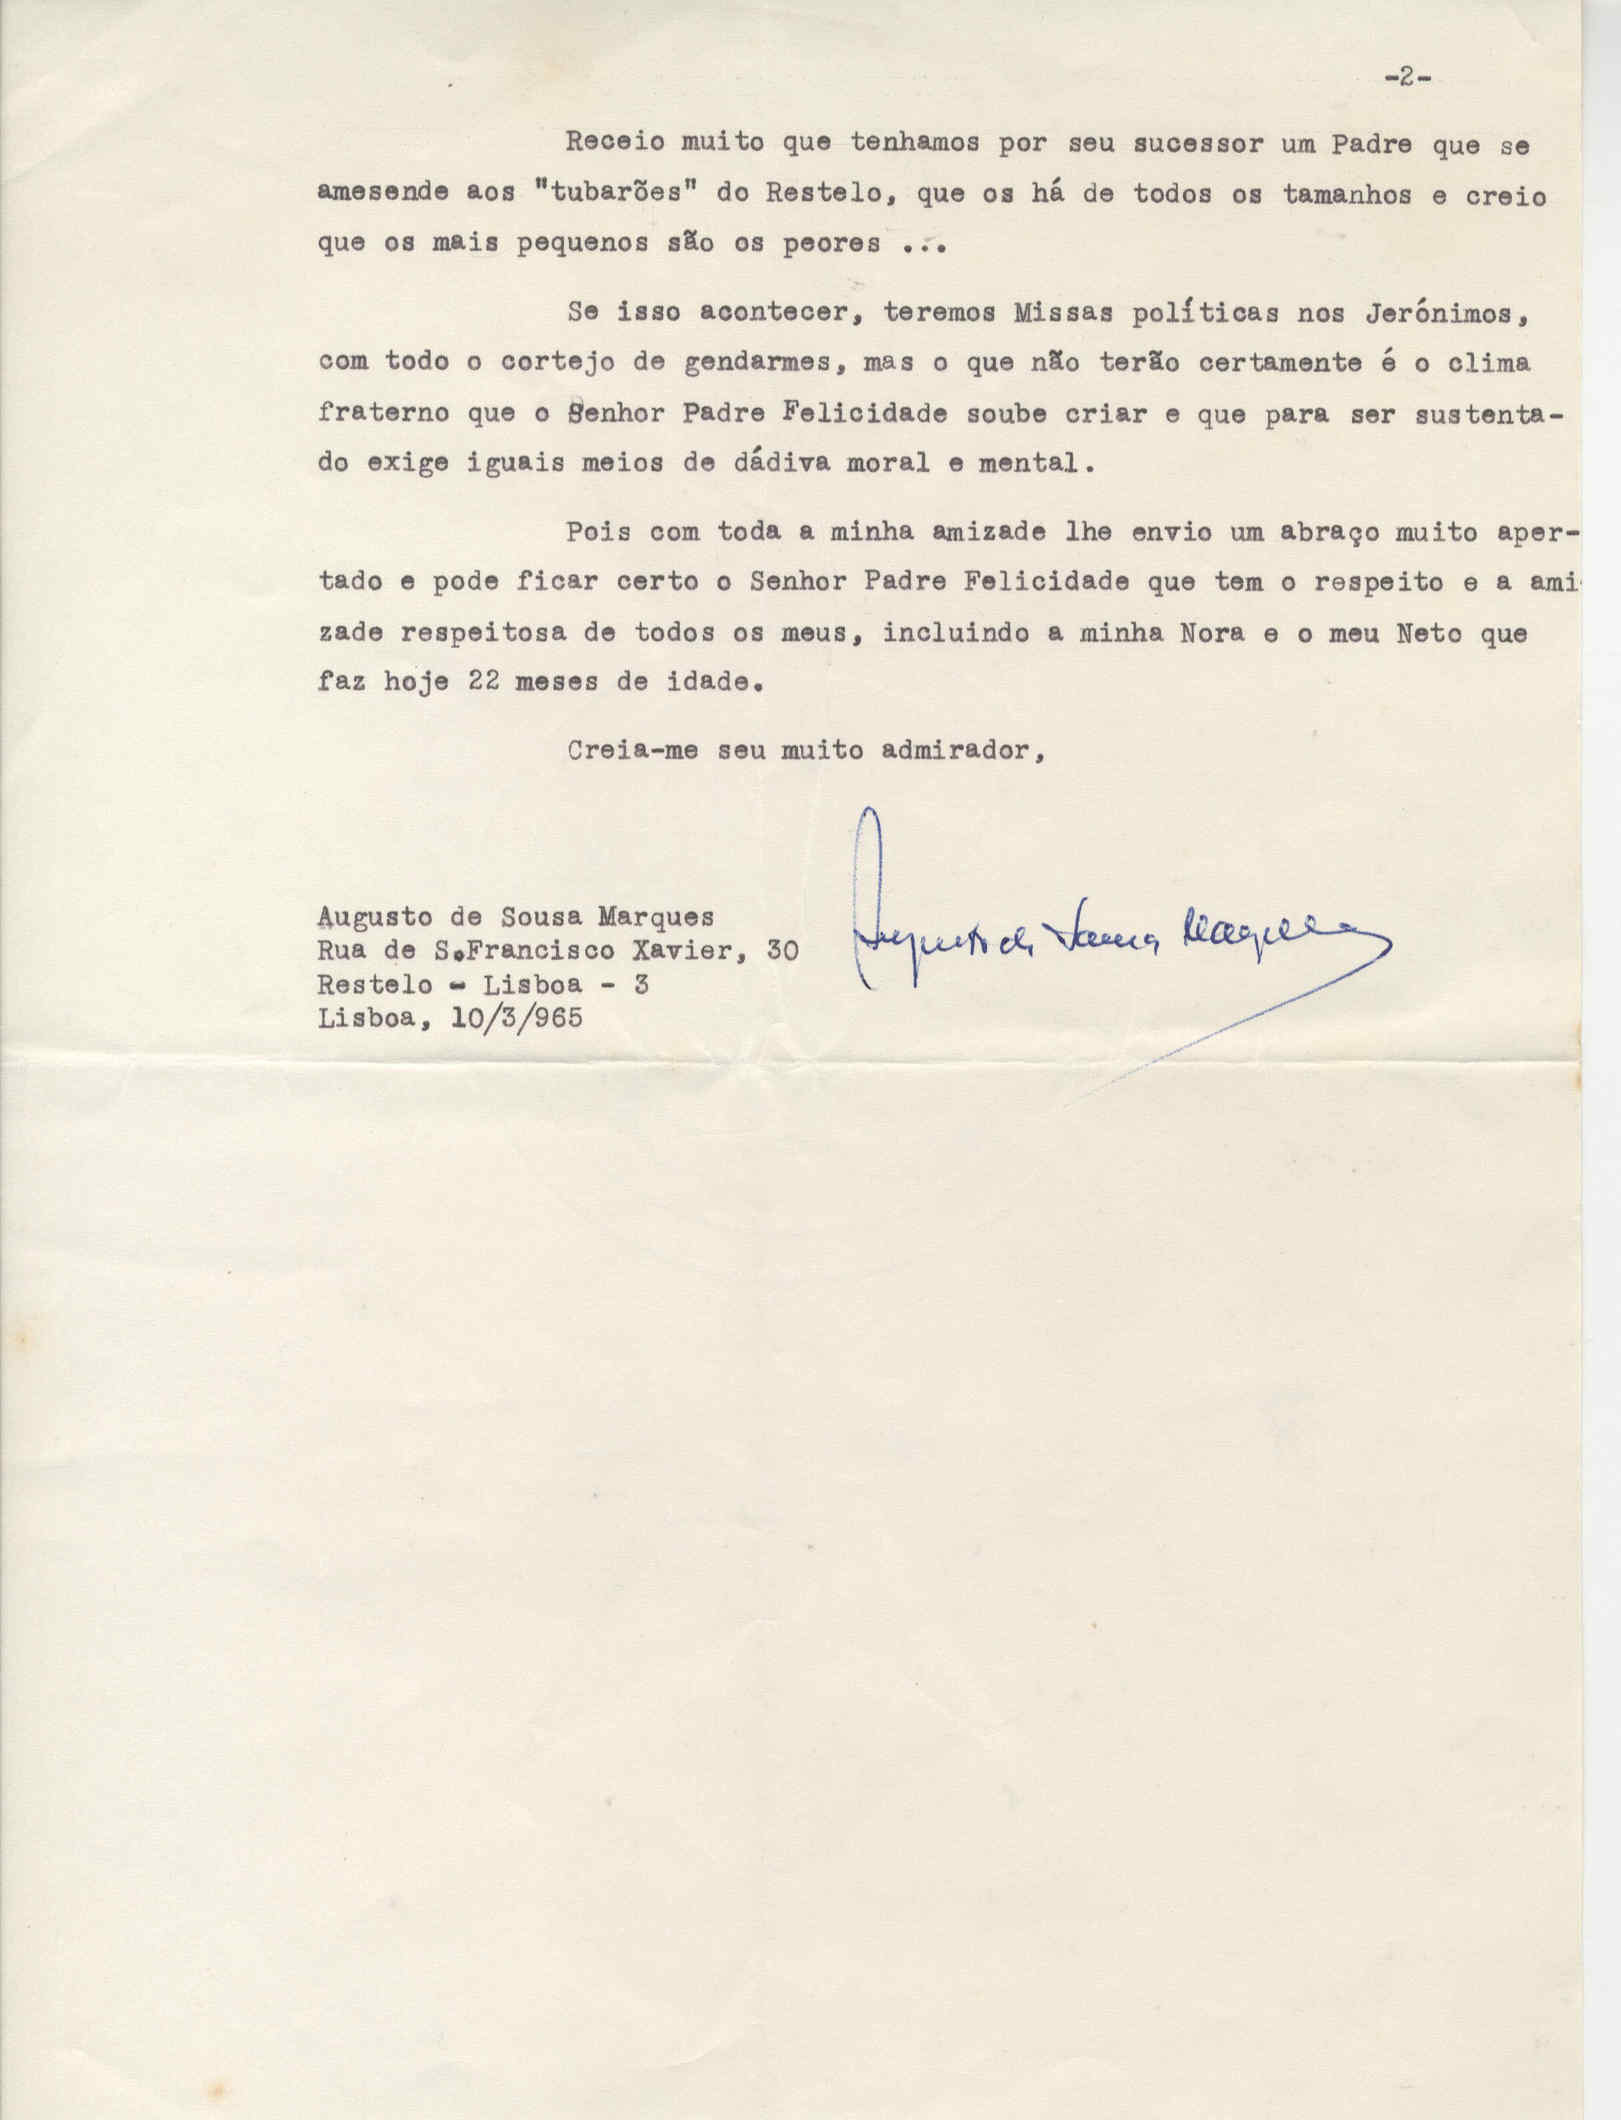 -2-
Receio muito que tenhamos por seu sucessor um Padre que se
amesende aos "tubarões" do Restelo, que os há de todos os tamanhos e creio
que os mais pequenos são os peores ...
Se isso acontecer, teremos Missas políticas nos Jerónimos,
com todo o cortejo de gendarmes, mas o que não terão certamente é o clima
fraterno que o Senhor Padre Felicidade soube criar e que para ser sustenta-
do exige iguais meios de dádiva moral e mental.
Pois com toda a minha amizade lhe envio um abraço muito aper-
tado e pode ficar certo o Senhor Padre Felicidade que tem o respeito e a ami-
zade respeitosa de todos os meus, incluindo a minha Nora e o meu Neto que
faz hoje 22 meses de idade.
Creia-me seu muito admirador,
Augusto de Sousa Marques
Augusto de Sousa Marques
Rua de S.Francisco Xavier, 30
Restelo - Lisboa - 3
Lisboa, 10/3/965